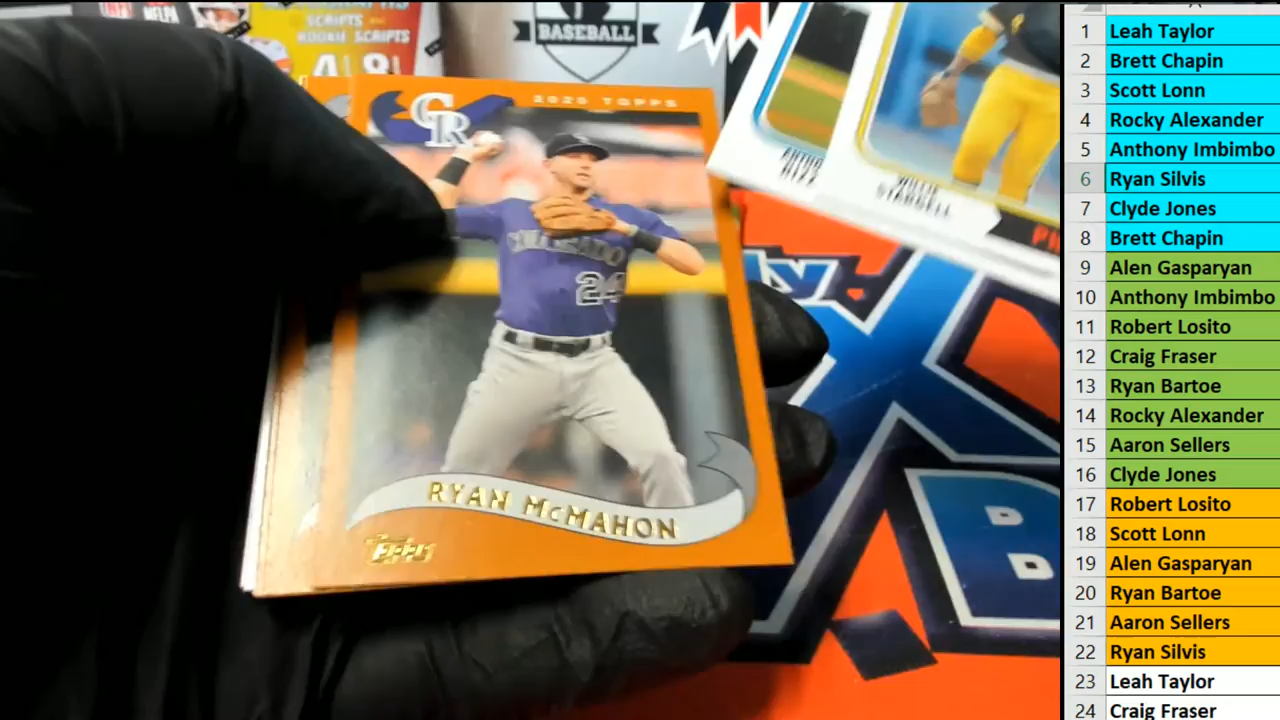 SCRIPTS
ROONIE SCRIPTS
BASEBALL
CR
2020 TOPPS
COLORADO
24
RYAN McMAHON
Topps
1 Leah Taylor
2 Brett Chapin
3 Scott Lonn
4 Rocky Alexander
5 Anthony Imbimbo
6 Ryan Silvis
7 Clyde Jones
8 Brett Chapin
9 Alen Gasparyan
10 Anthony Imbimbo
11 Robert Losito
12 Craig Fraser
13 Ryan Bartoe
14 Rocky Alexander
15 Aaron Sellers
16 Clyde Jones
17 Robert Losito
18 Scott Lonn
19 Alen Gasparyan
20 Ryan Bartoe
21 Aaron Sellers
22 Ryan Silvis
23 Leah Taylor
24 Craig Fraser